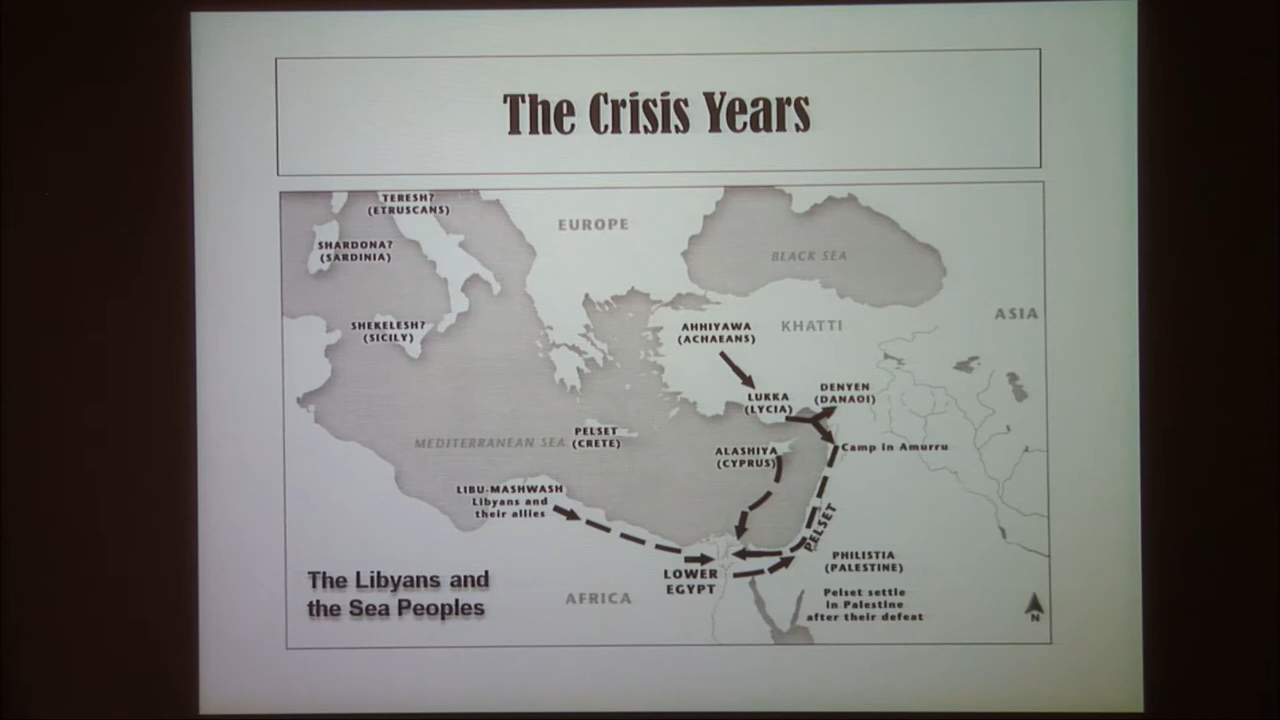 The Crisis Years
TERESH?
(ETRUSCANS)
EUROPE
SHARDONA?
(SARDINIA)
BLACK SEA
ASIA
SHEKELESH?
(SICILY)
AHHIYAWA
(ACHAEANS)
KHATTI
DENYEN
(DANAOI)
LUKKA
(LYCIA)
MEDITERRANEAN SEA
PELSET
(CRETE)
ALASHIYA
(CYPRUS)
Camp in Amurru
LIBU-MASHWASH
Libyans and
their allies
PELSET
PHILISTIA
(PALESTINE)
LOWER
EGYPT
The Libyans and
the Sea Peoples
AFRICA
Pelset settle
in Palestine
after their defeat
N